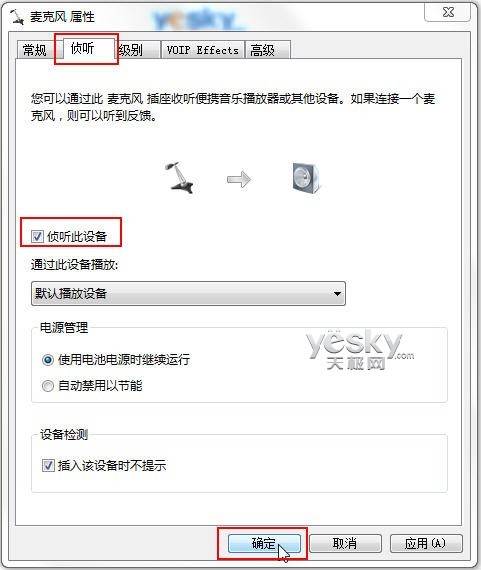 麦克风 属性
yesky
常规 侦听 级别 VOIP Effects 高级
您可以通过此 麦克风 插座收听便携音乐播放器或其他设备。如果连接一个麦
克风，则可以听到反馈。
侦听此设备
通过此设备播放:
默认播放设备
电源管理
使用电池电源时继续运行
自动禁用以节能
yesky.com
天极网
设备检测
插入该设备时不提示
确定 取消 应用(A)